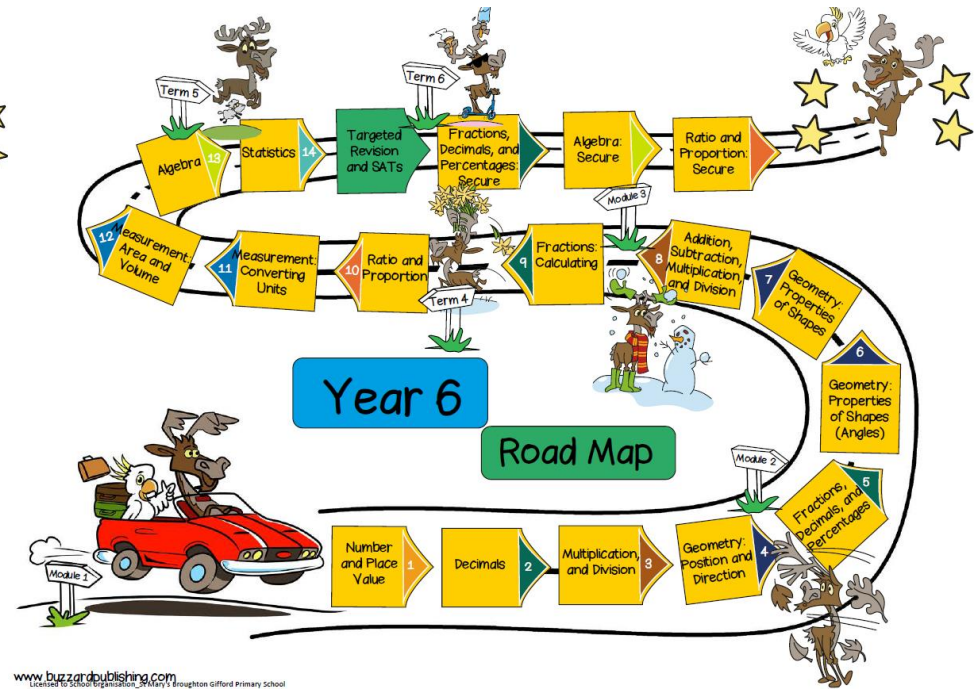 Term 5
Term 6
Algebra
13
Statistics
14
Targeted
Revision
and SATs
Fractions,
Decimals, and
Percentages:
Secure
Algebra:
Secure
Ratio and
Proportion:
Secure
Module 3
12
Measurement:
Area and
Volume
11
Measurement:
Converting
Units
10
Ratio and
Proportion
Term 4
9
Fractions:
Calculating
8
Addition,
Subtraction,
Multiplication,
and Division
7
Geometry:
Properties
of Shapes
6
Geometry:
Properties
of Shapes
(Angles)
Year 6
Road Map
Module 2
5
Fractions,
Decimals, and
Percentages
Module 1
Number
and Place
Value
1
Decimals
2
Multiplication,
and Division
3
Geometry:
Position and
Direction
4
www.buzzardpublishing.com
Licensed to School Organisation_St Mary's Broughton Gifford Primary School